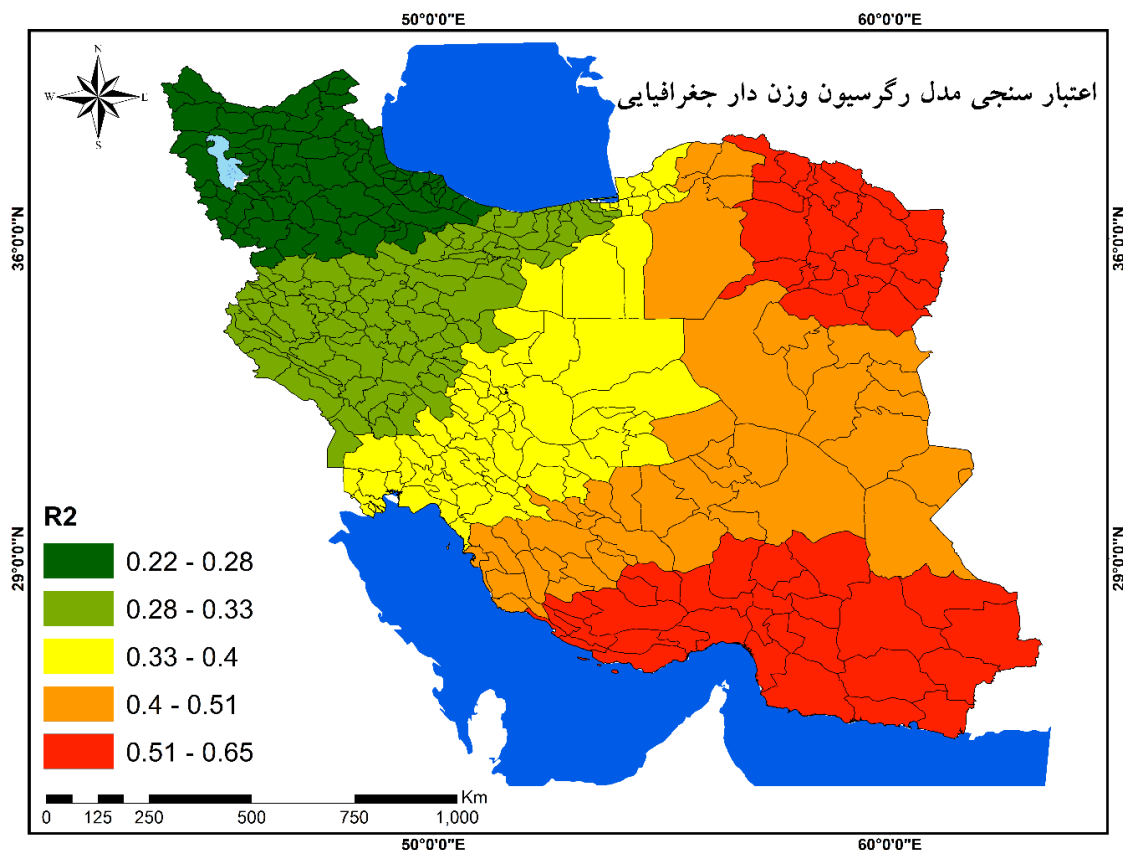 50°0'0"E 60°0'0"E
N
W E
S
اعتبار سنجی مدل رگرسیون وزن دار جغرافیایی
36°0'0"N 36°0'0"N
29°0'0"N 29°0'0"N
R2
0.22 - 0.28
0.28 - 0.33
0.33 - 0.4
0.4 - 0.51
0.51 - 0.65
Km
0 125 250 500 750 1,000
50°0'0"E 60°0'0"E